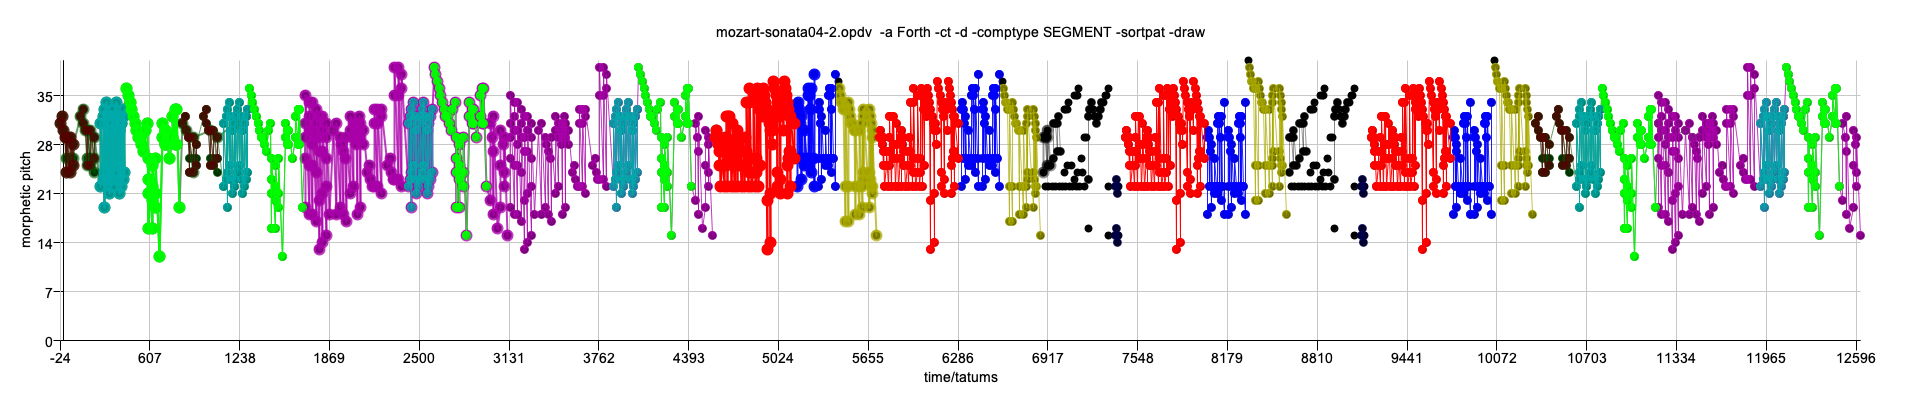 mozart-sonata04-2.opdv -a Forth -ct -d -comptype SEGMENT -sortpat -draw
35
28
morphetic pitch
21
14
7
0
-24 607 1238 1869 2500 3131 3762 4393 5024 5655 6286 6917 7548 8179 8810 9441 10072 10703 11334 11965 12596
time/tatums